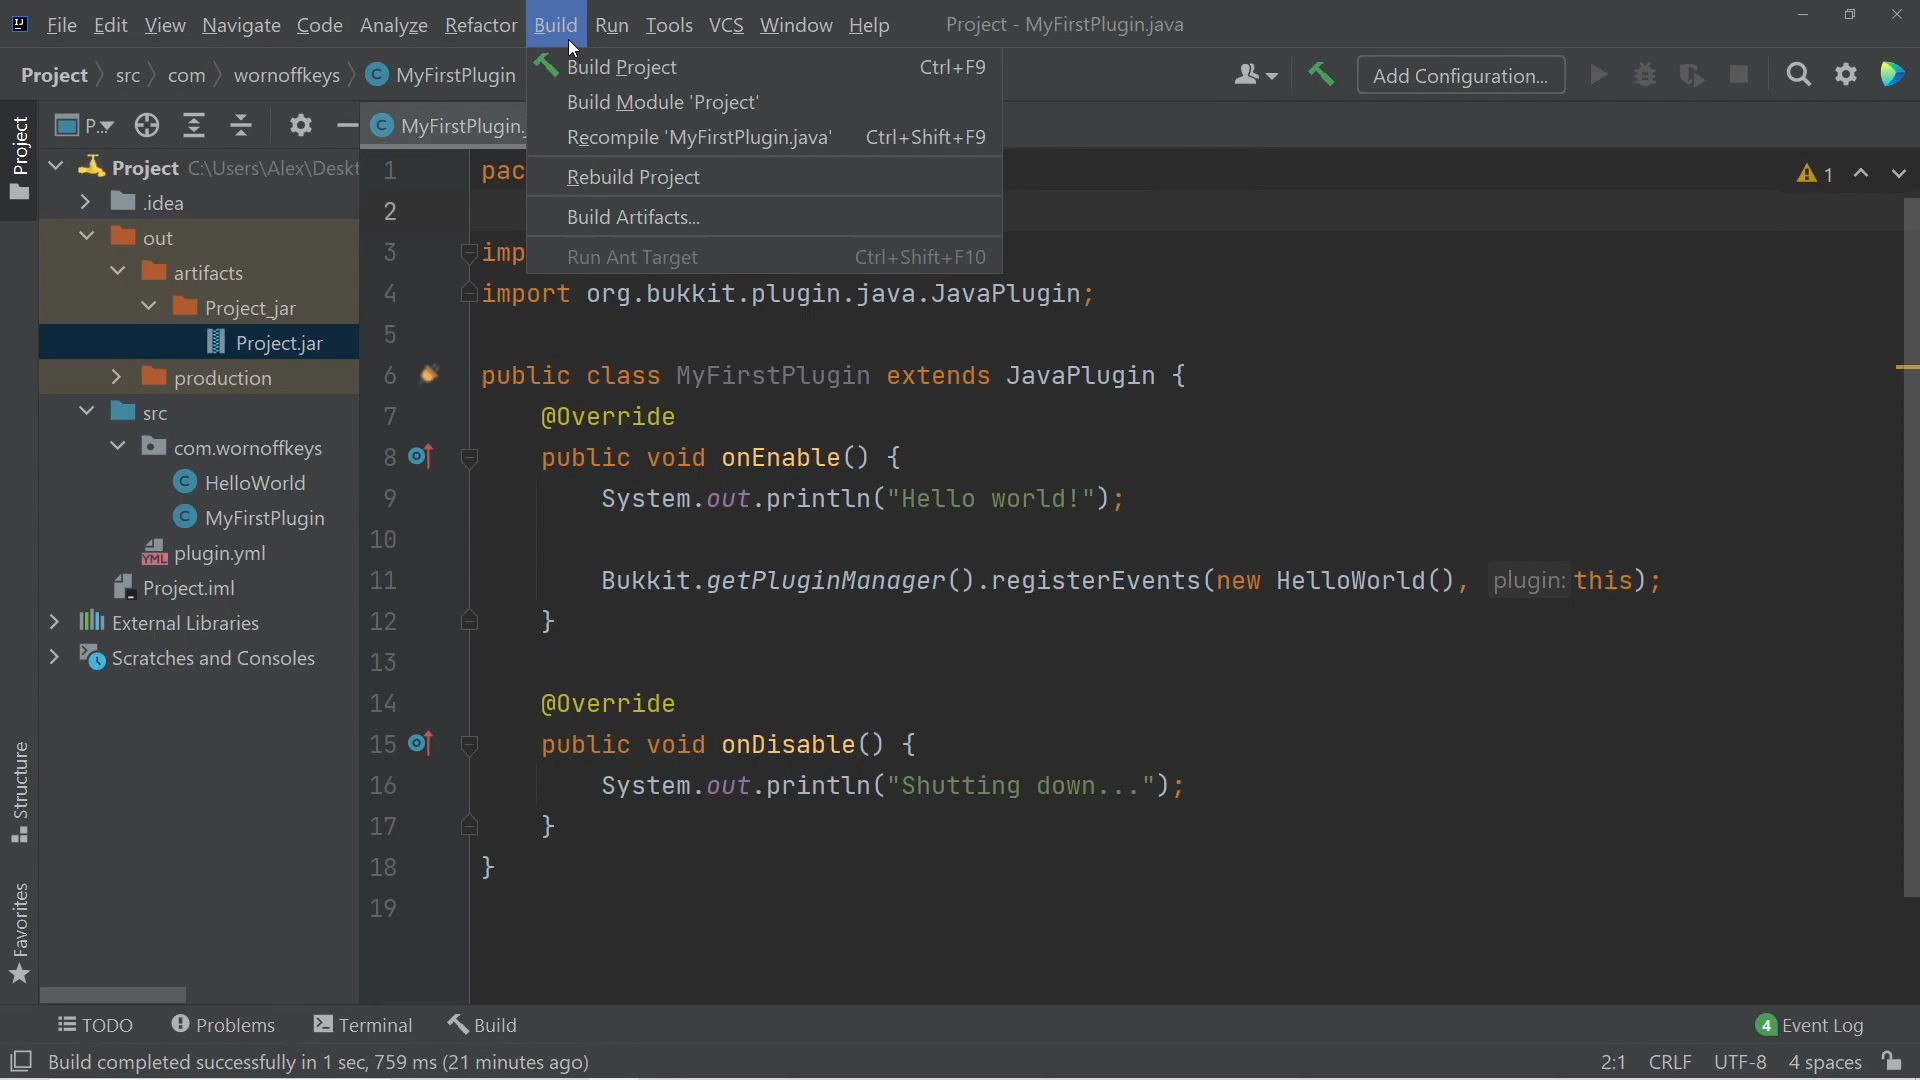 File Edit View Navigate Code Analyze Refactor Build Run Tools VCS Window Help Project - MyFirstPlugin.java
Project src com wornoffkeys MyFirstPlugin Add Configuration...
Build Project Ctrl+F9
Build Module 'Project'
Recompile 'MyFirstPlugin.java' Ctrl+Shift+F9
Rebuild Project
Build Artifacts...
Run Ant Target Ctrl+Shift+F10
Project
Structure
Favorites
P...
Project C:\Users\Alex\Deskt
.idea
out
artifacts
Project_jar
Project.jar
production
src
com.wornoffkeys
HelloWorld
MyFirstPlugin
plugin.yml
Project.iml
External Libraries
Scratches and Consoles
MyFirstPlugin.
1
1 pac
2
3 imp
4 import org.bukkit.plugin.java.JavaPlugin;
5
6 public class MyFirstPlugin extends JavaPlugin {
7 @Override
8 public void onEnable() {
9 System.out.println("Hello world!");
10
11 Bukkit.getPluginManager().registerEvents(new HelloWorld(), plugin: this);
12 }
13
14 @Override
15 public void onDisable() {
16 System.out.println("Shutting down...");
17 }
18 }
19
TODO Problems Terminal Build 4 Event Log
Build completed successfully in 1 sec, 759 ms (21 minutes ago) 2:1 CRLF UTF-8 4 spaces